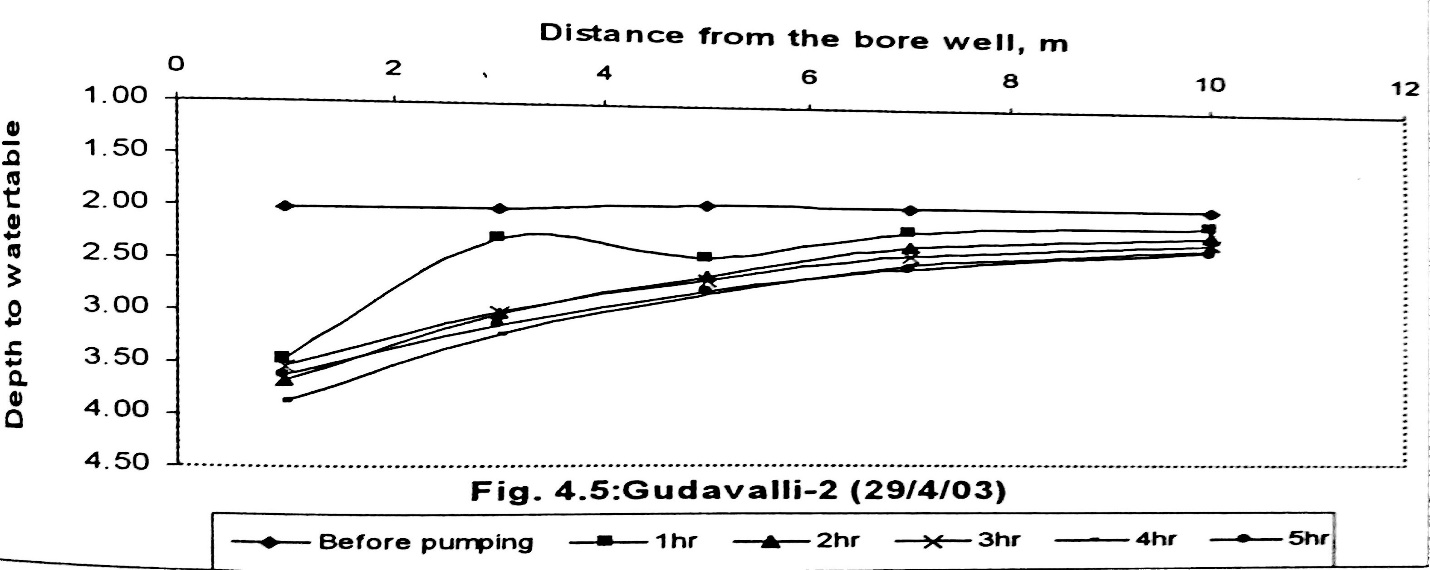 Distance from the bore well, m
0 2 4 6 8 10 12
Depth to watertable
1.00
1.50
2.00
2.50
3.00
3.50
4.00
4.50
Fig. 4.5:Gudavalli-2 (29/4/03)
Before pumping 1hr 2hr 3hr 4hr 5hr